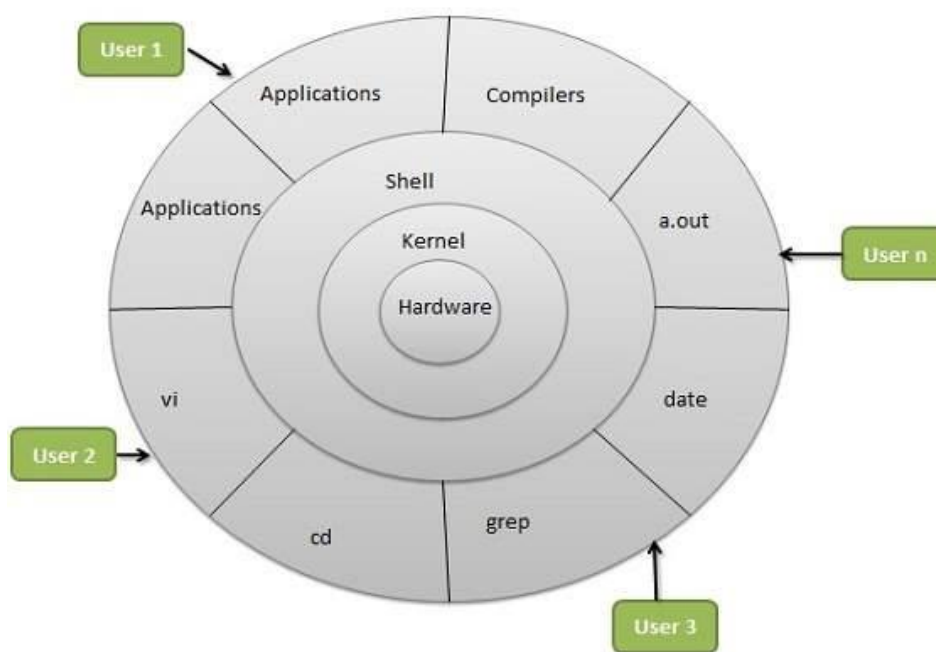 User 1
Applications
Compilers
Shell
Applications
a.out
Kernel
User n
Hardware
vi
date
User 2
grep
cd
User 3